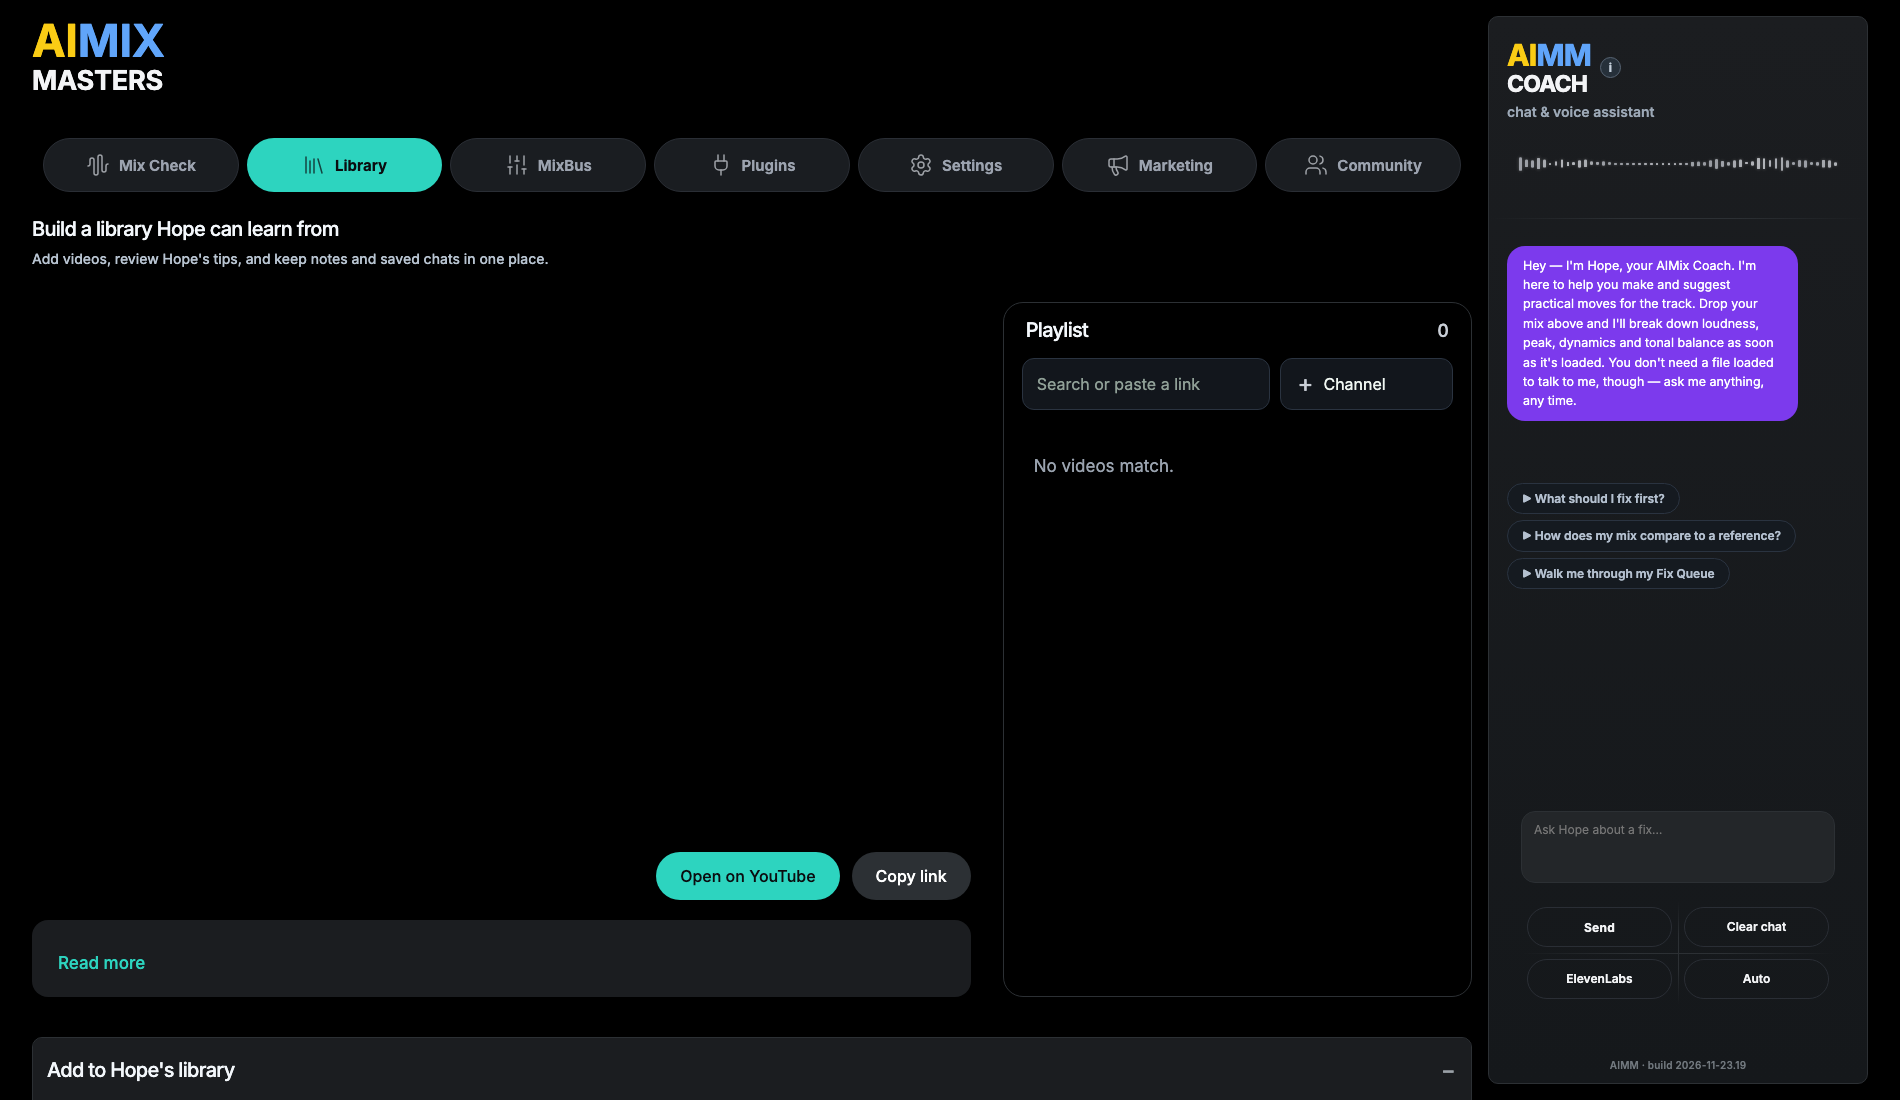 AIMIX
MASTERS
Mix Check
Library
MixBus
Plugins
Settings
Marketing
Community
Build a library Hope can learn from
Add videos, review Hope's tips, and keep notes and saved chats in one place.
Playlist
0
Search or paste a link
+ Channel
No videos match.
Open on YouTube
Copy link
Read more
Add to Hope's library
–
AIMM
COACH
i
chat & voice assistant
Hey — I'm Hope, your AIMix Coach. I'm
here to help you make and suggest
practical moves for the track. Drop your
mix above and I'll break down loudness,
peak, dynamics and tonal balance as soon
as it's loaded. You don't need a file loaded
to talk to me, though — ask me anything,
any time.
▶ What should I fix first?
▶ How does my mix compare to a reference?
▶ Walk me through my Fix Queue
Ask Hope about a fix...
Send
Clear chat
ElevenLabs
Auto
AIMM · build 2026-11-23.19